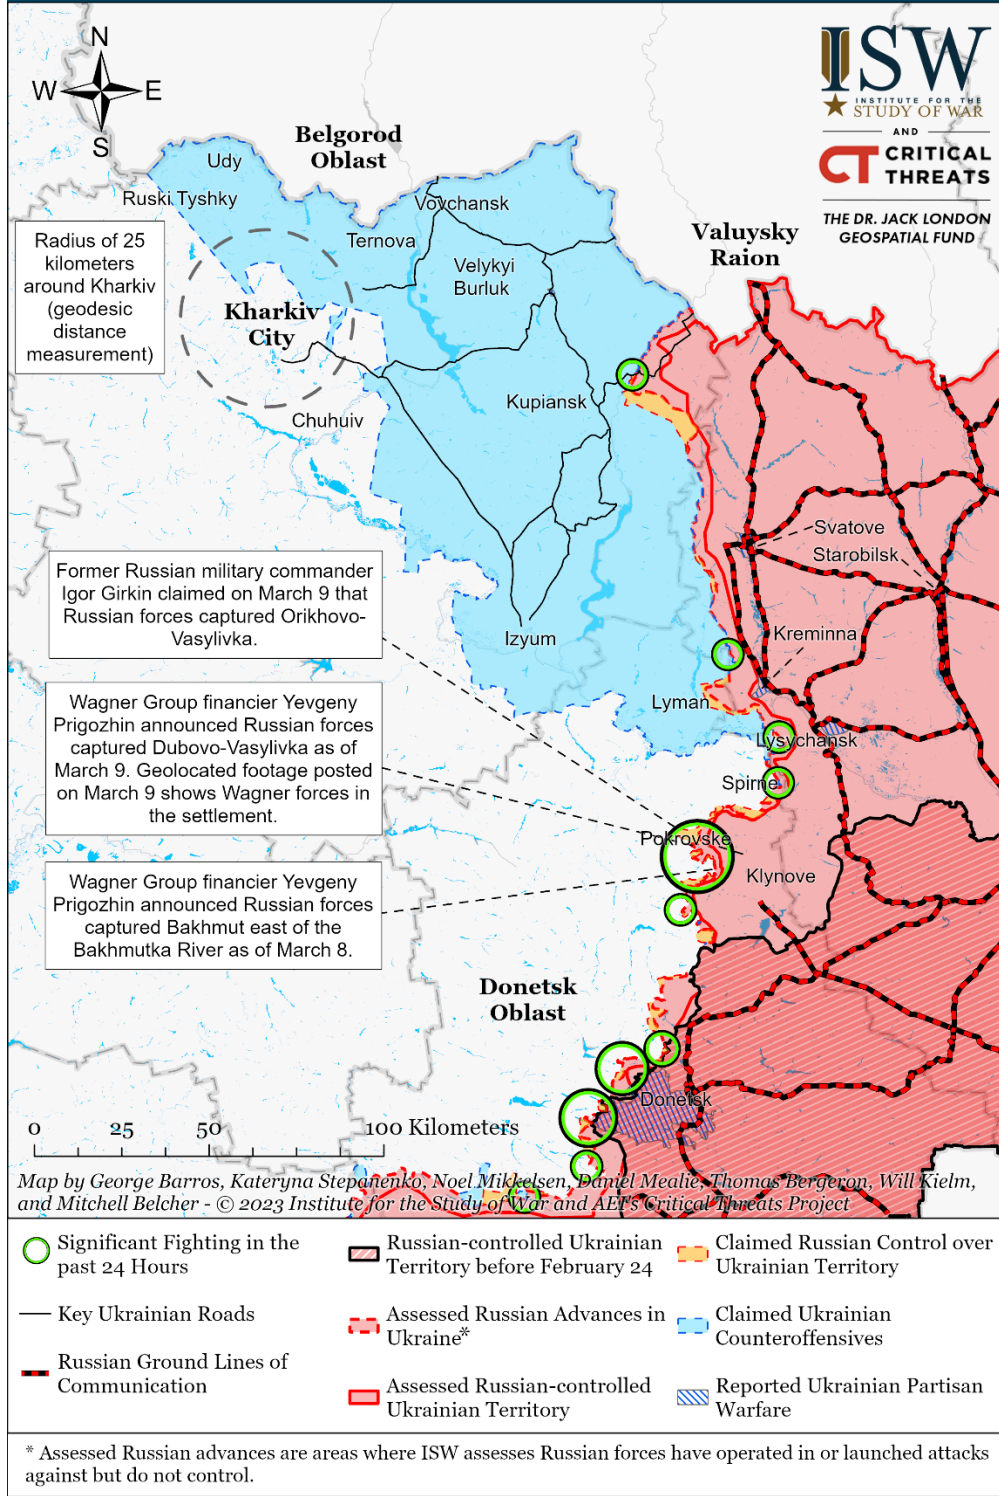 N
W
E
S
ISW
INSTITUTE FOR THE
STUDY OF WAR
AND
CT CRITICAL
THREATS
THE DR. JACK LONDON
GEOSPATIAL FUND
Belgorod
Oblast
Udy
Ruski Tyshky
Vovchansk
Ternova
Valuysky
Raion
Radius of 25
kilometers
around Kharkiv
(geodesic
distance
measurement)
Velykyi
Burluk
Kharkiv
City
Kupiansk
Chuhuiv
Svatove
Starobilsk
Former Russian military commander
Igor Girkin claimed on March 9 that
Russian forces captured Orikhovo-
Vasylivka.
Izyum
Kreminna
Lyman
Wagner Group financier Yevgeny
Prigozhin announced Russian forces
captured Dubovo-Vasylivka as of
March 9. Geolocated footage posted
on March 9 shows Wagner forces in
the settlement.
Lysychansk
Spirne
Pokrovske
Klynove
Wagner Group financier Yevgeny
Prigozhin announced Russian forces
captured Bakhmut east of the
Bakhmutka River as of March 8.
Donetsk
Oblast
Donetsk
0 25 50 100 Kilometers
Map by George Barros, Kateryna Stepanenko, Noel Mikkelsen, Daniel Mealie, Thomas Bergeron, Will Kielm,
and Mitchell Belcher - © 2023 Institute for the Study of War and AEI's Critical Threats Project
Significant Fighting in the
past 24 Hours
Key Ukrainian Roads
Russian Ground Lines of
Communication
Russian-controlled Ukrainian
Territory before February 24
Assessed Russian Advances in
Ukraine*
Assessed Russian-controlled
Ukrainian Territory
Claimed Russian Control over
Ukrainian Territory
Claimed Ukrainian
Counteroffensives
Reported Ukrainian Partisan
Warfare
* Assessed Russian advances are areas where ISW assesses Russian forces have operated in or launched attacks
against but do not control.